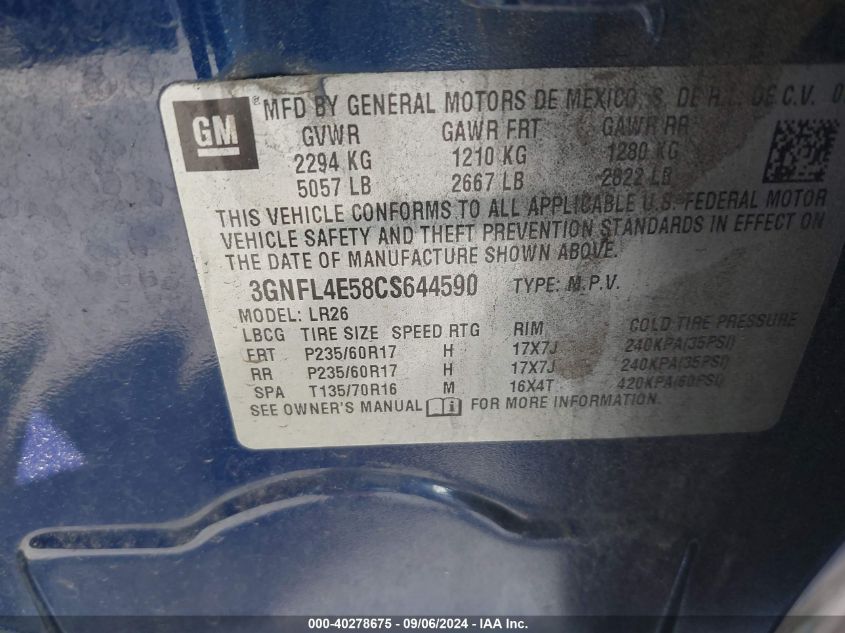 GM
® MFD BY GENERAL MOTORS DE MEXICO, S. DE H.L. DE C.V. 0
GVWR GAWR FRT GAWR RR
2294 KG 1210 KG 1280 KG
5057 LB 2667 LB 2822 LB
THIS VEHICLE CONFORMS TO ALL APPLICABLE U.S. FEDERAL MOTOR
VEHICLE SAFETY AND THEFT PREVENTION STANDARDS IN EFFECT ON
THE DATE OF MANUFACTURE SHOWN ABOVE.
3GNFL4E58CS644590 TYPE: M.P.V.
MODEL: LR26
LBCG TIRE SIZE SPEED RTG RIM COLD TIRE PRESSURE
FRT P235/60R17 H 17X7J 240KPA(35PSI)
RR P235/60R17 H 17X7J 240KPA(35PSI)
SPA T135/70R16 M 16X4T 420KPA(60PSI)
SEE OWNER'S MANUAL i FOR MORE INFORMATION.
000-40278675 - 09/06/2024 - IAA Inc.